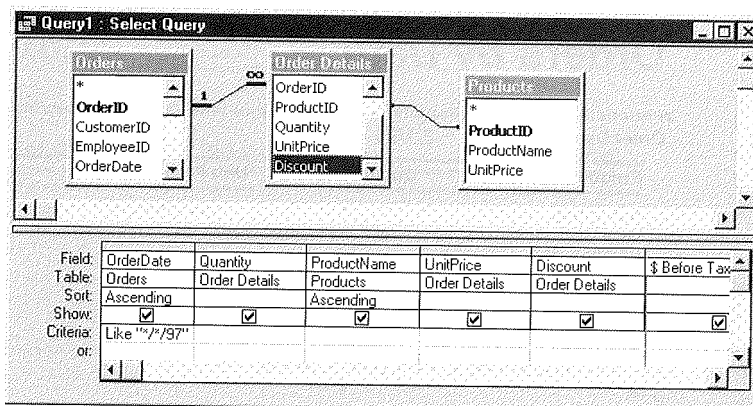 Query1 : Select Query
Orders
*
OrderID
CustomerID
EmployeeID
OrderDate
1
∞
Order Details
OrderID
ProductID
Quantity
UnitPrice
Discount
Products
*
ProductID
ProductName
UnitPrice
Field: OrderDate Quantity ProductName UnitPrice Discount $ Before Tax
Table: Orders Order Details Products Order Details Order Details
Sort: Ascending Ascending
Show:
Criteria: Like "*/*/97"
or: